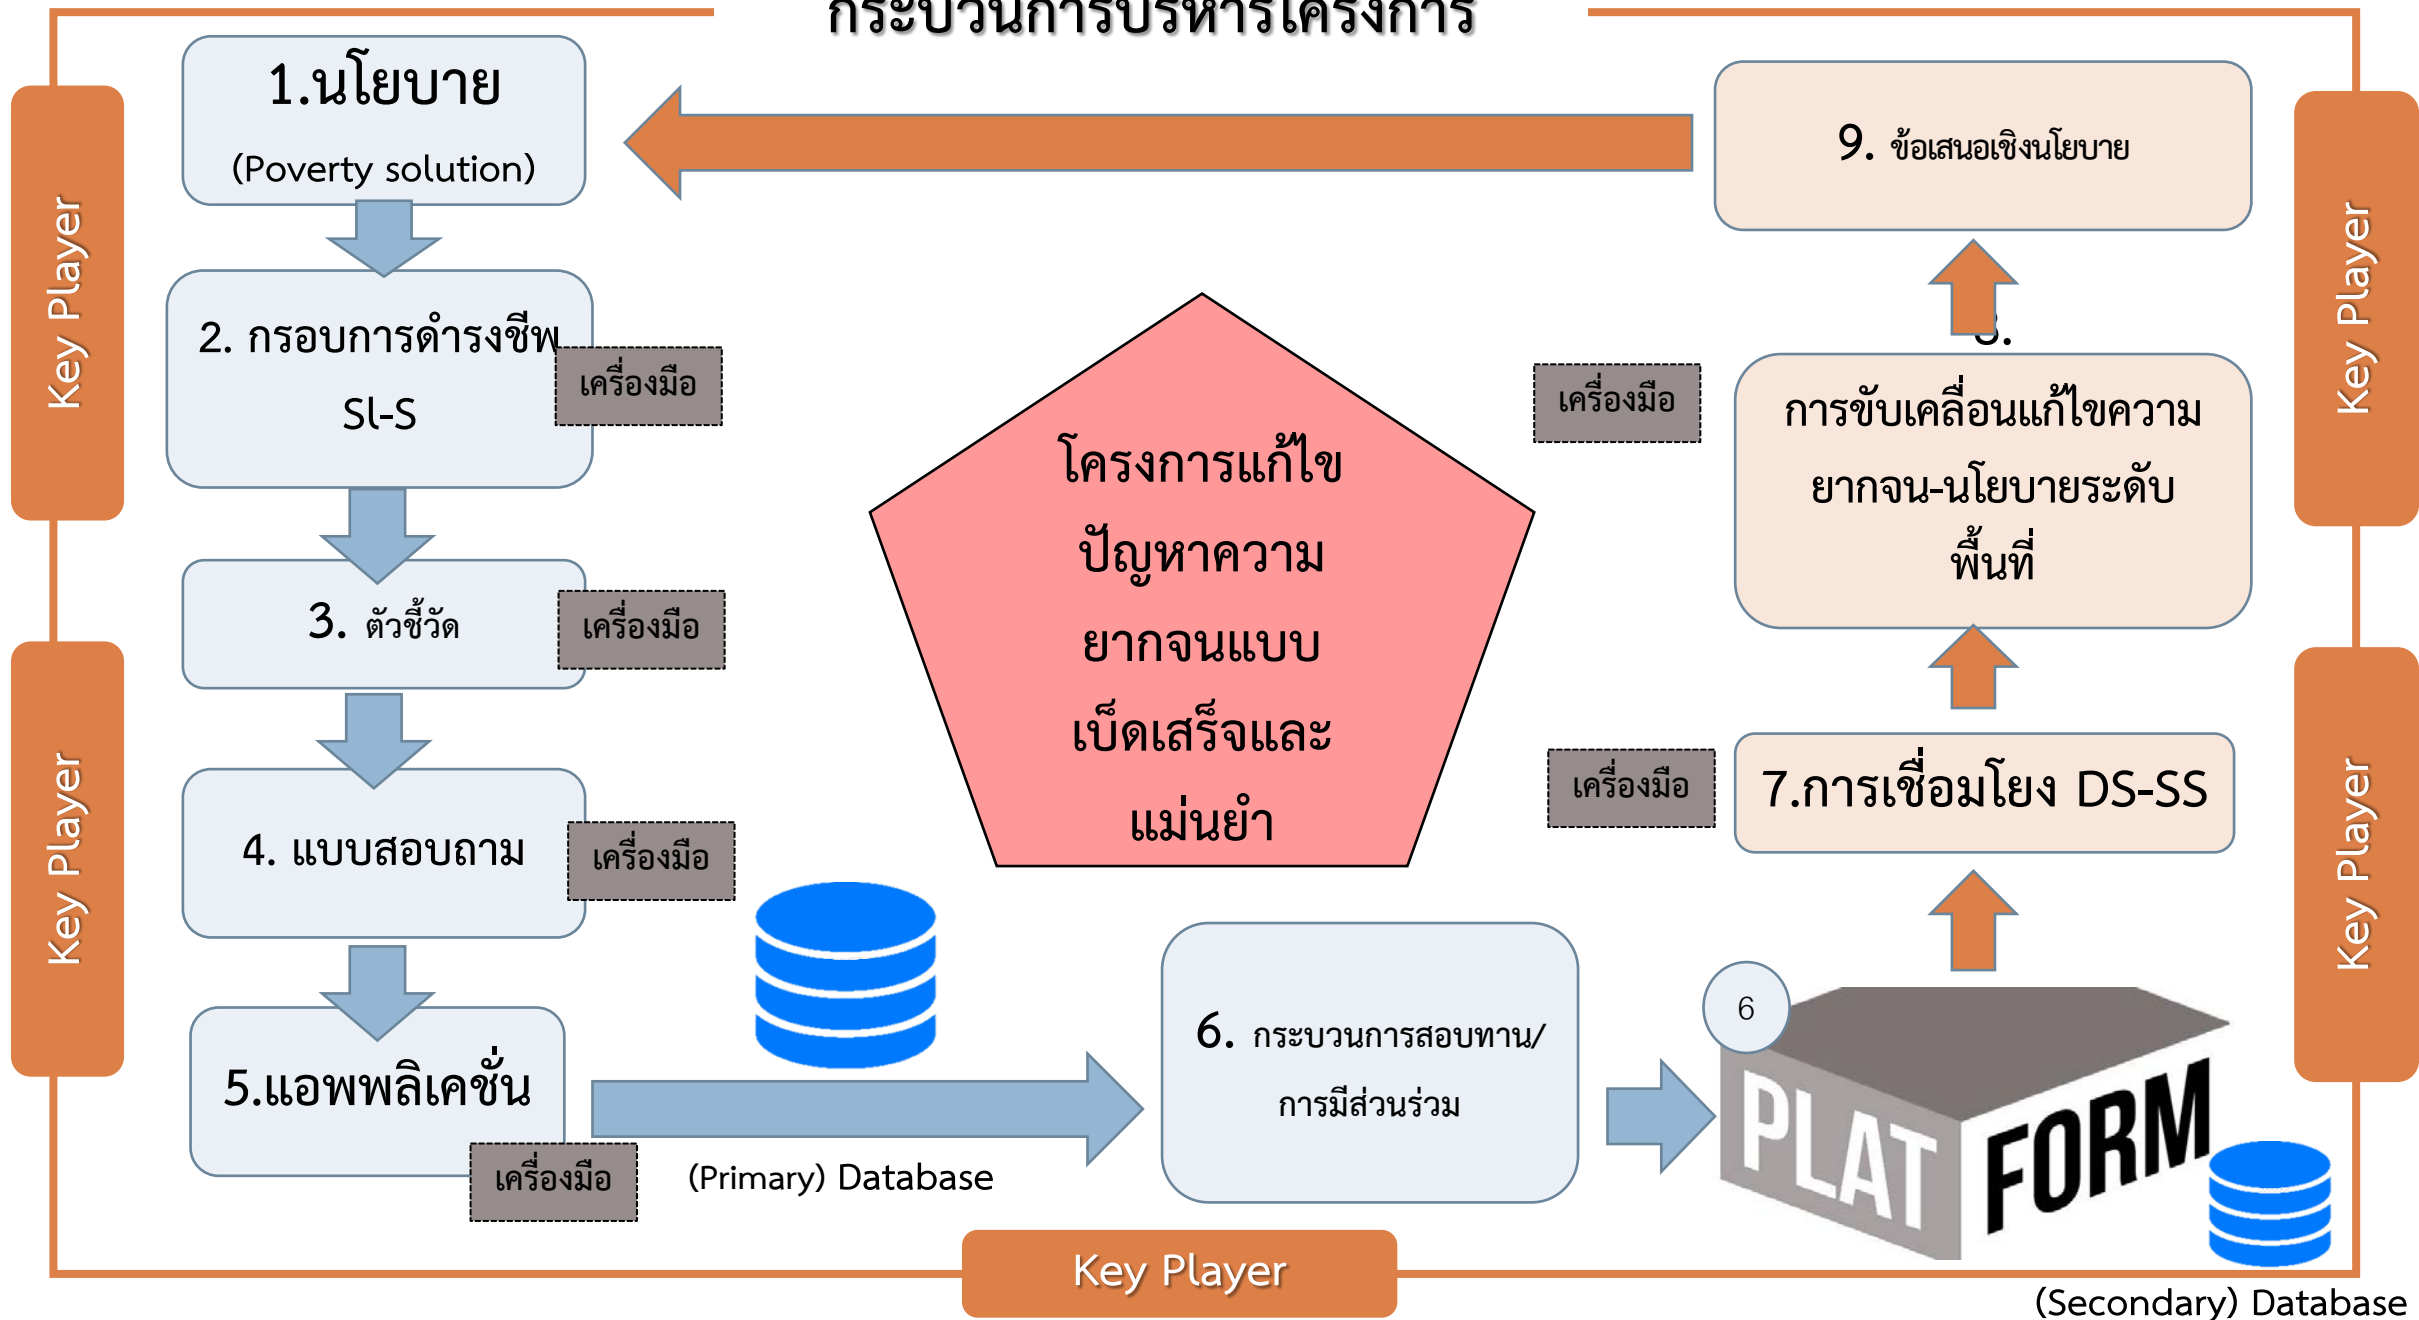 กระบวนการบริหารโครงการ
1.นโยบาย
(Poverty solution)
9. ข้อเสนอเชิงนโยบาย
Key Player
Key Player
2. กรอบการดำรงชีพ
Sl-S
เครื่องมือ
เครื่องมือ
8.
การขับเคลื่อนแก้ไขความ
ยากจน-นโยบายระดับ
พื้นที่
โครงการแก้ไข
ปัญหาความ
ยากจนแบบ
เบ็ดเสร็จและ
แม่นยำ
3. ตัวชี้วัด
เครื่องมือ
Key Player
Key Player
เครื่องมือ
7.การเชื่อมโยง DS-SS
4. แบบสอบถาม
เครื่องมือ
5.แอพพลิเคชั่น
เครื่องมือ
(Primary) Database
6. กระบวนการสอบทาน/
การมีส่วนร่วม
6
PLAT
FORM
Key Player
(Secondary) Database